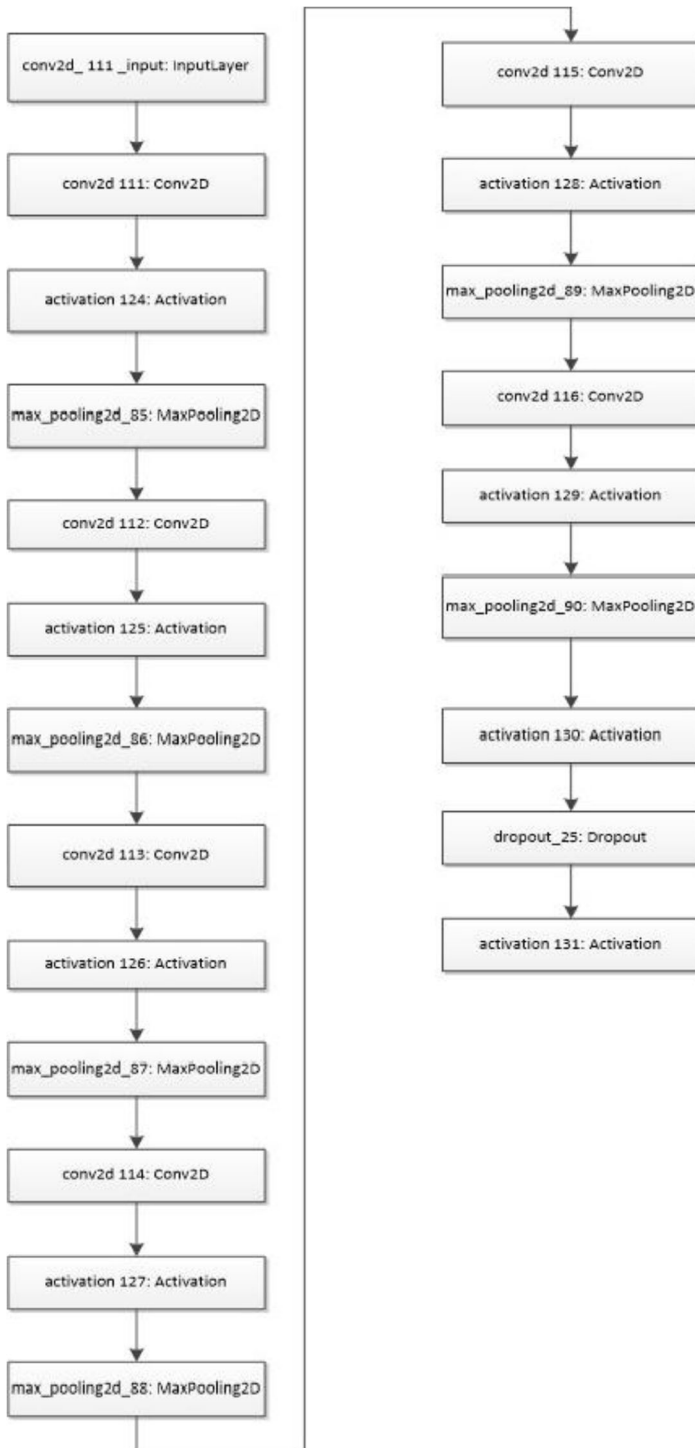 conv2d_ 111 _input: InputLayer
conv2d 111: Conv2D
activation 124: Activation
max_pooling2d_85: MaxPooling2D
conv2d 112: Conv2D
activation 125: Activation
max_pooling2d_86: MaxPooling2D
conv2d 113: Conv2D
activation 126: Activation
max_pooling2d_87: MaxPooling2D
conv2d 114: Conv2D
activation 127: Activation
max_pooling2d_88: MaxPooling2D
conv2d 115: Conv2D
activation 128: Activation
max_pooling2d_89: MaxPooling2D
conv2d 116: Conv2D
activation 129: Activation
max_pooling2d_90: MaxPooling2D
activation 130: Activation
dropout_25: Dropout
activation 131: Activation